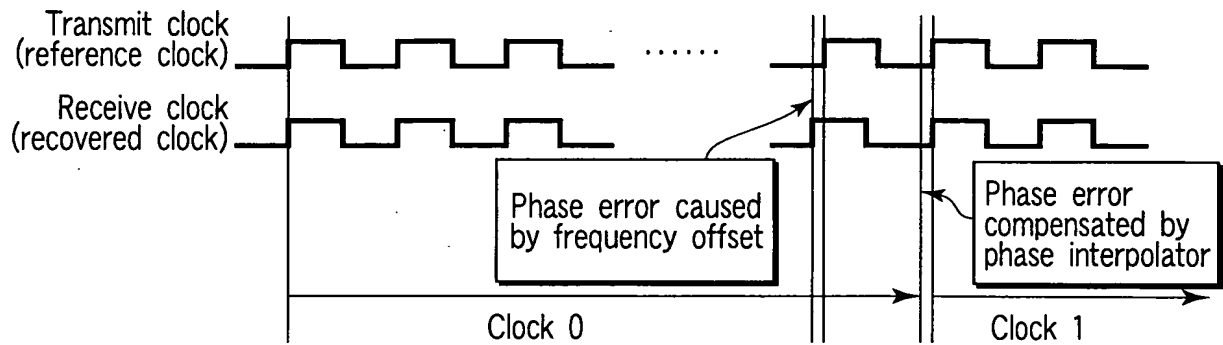 Transmit clock
(reference clock)
Receive clock
(recovered clock)
Phase error caused
by frequency offset
Phase error
compensated by
phase interpolator
Clock 0
Clock 1